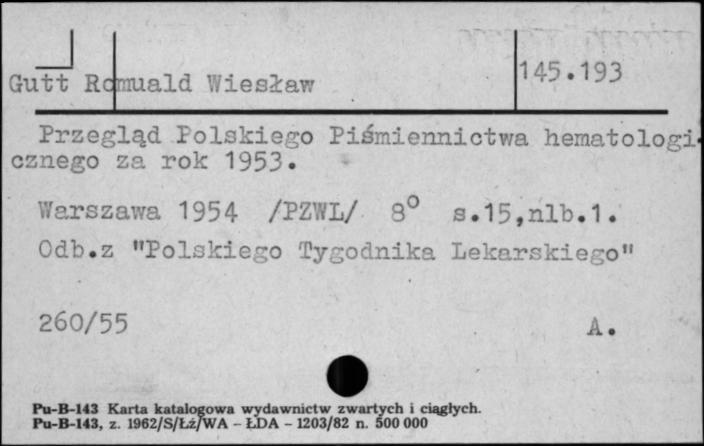 Gutt Romuald Wiesław
145.193
Przegląd Polskiego Piśmiennictwa hematologi-
cznego za rok 1953.
Warszawa 1954 /PZWL/ 8° s.15,nlb.1.
Odb.z "Polskiego Tygodnika Lekarskiego"
260/55 A.
Pu-B-143 Karta katalogowa wydawnictw zwartych i ciągłych.
Pu-B-143, z. 1962/S/Łż/WA - ŁDA - 1203/82 n. 500 000